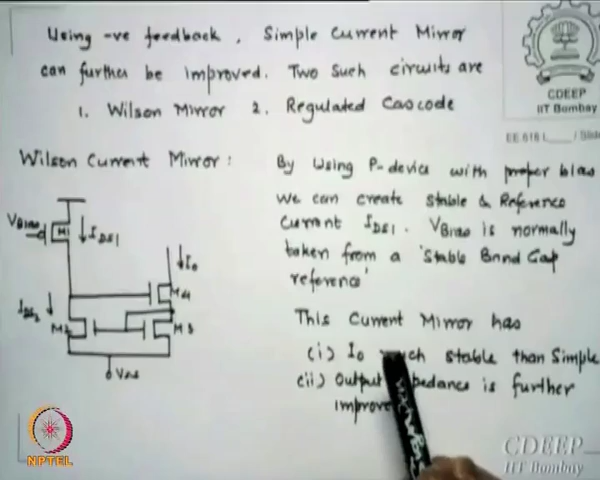 Using -ve feedback, Simple Current Mirror
can further be improved. Two such circuits are
1. Wilson Mirror 2. Regulated Cascode
CDEEP
IIT Bombay
EE 618 L____ / Slide
Wilson Current Mirror:
By Using P-device with proper bias
We can create stable & Reference
Current IDS1. VBias is normally
taken from a 'Stable Band Gap
reference'
VBias
M1
IDS1
I0
M4
IDS2
M2
M3
VSS
This Current Mirror has
(i) I0 much stable than Simple
(ii) Output impedance is further
improve
NPTEL
CDEEP
IIT Bombay